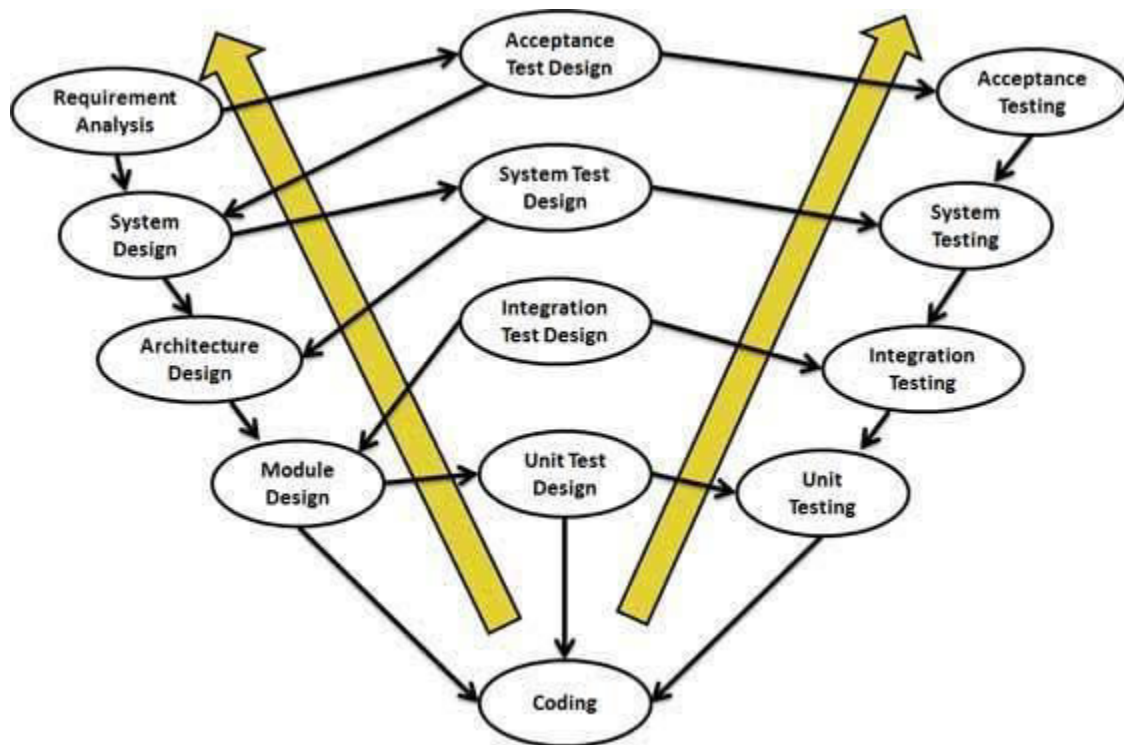 Acceptance
Test Design
Requirement
Analysis
Acceptance
Testing
System Test
Design
System
Design
System
Testing
Integration
Test Design
Architecture
Design
Integration
Testing
Module
Design
Unit Test
Design
Unit
Testing
Coding